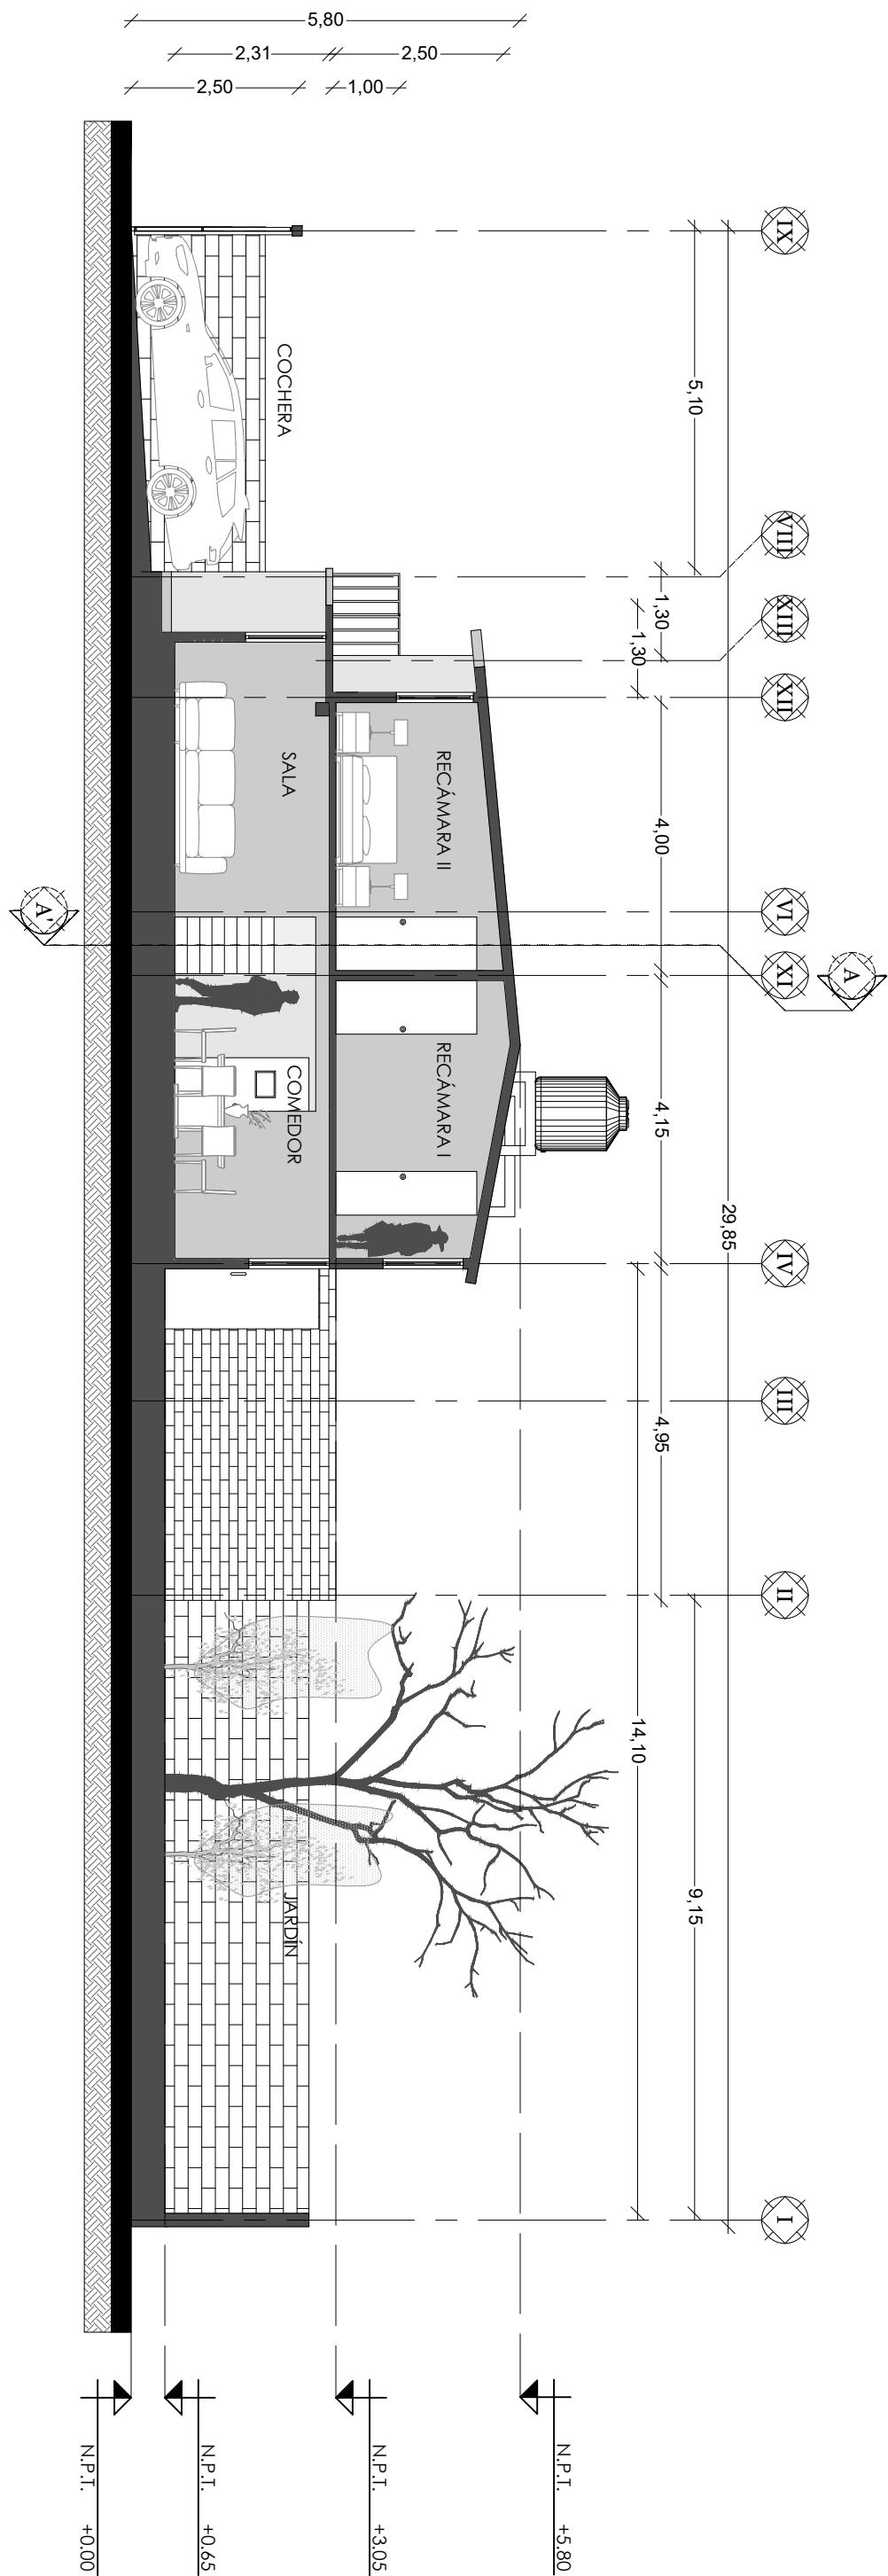 IX
VIII
XIII
XII
VI
XI
A
IV
III
II
I
29,85
5,10
9,15
1,30
4,00
4,15
4,95
1,30
14,10
5,80
2,50
2,31
1,00
2,50
COCHERA
RECÁMARA II
RECÁMARA I
SALA
COMEDOR
JARDÍN
A'
N.P.T. +5.80
N.P.T. +3.05
N.P.T. +0.65
N.P.T. +0.00